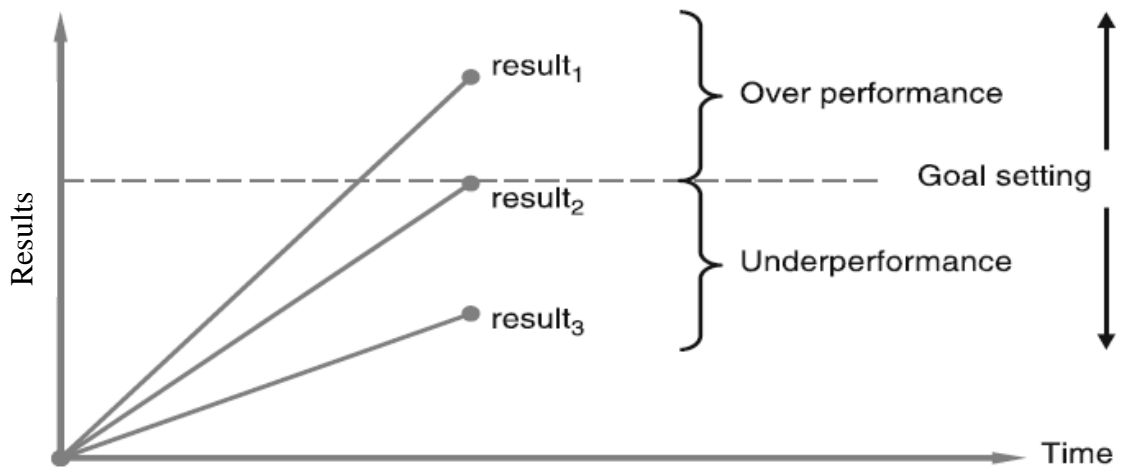 result₁
Over performance
Goal setting
Results
result₂
Underperformance
result₃
Time